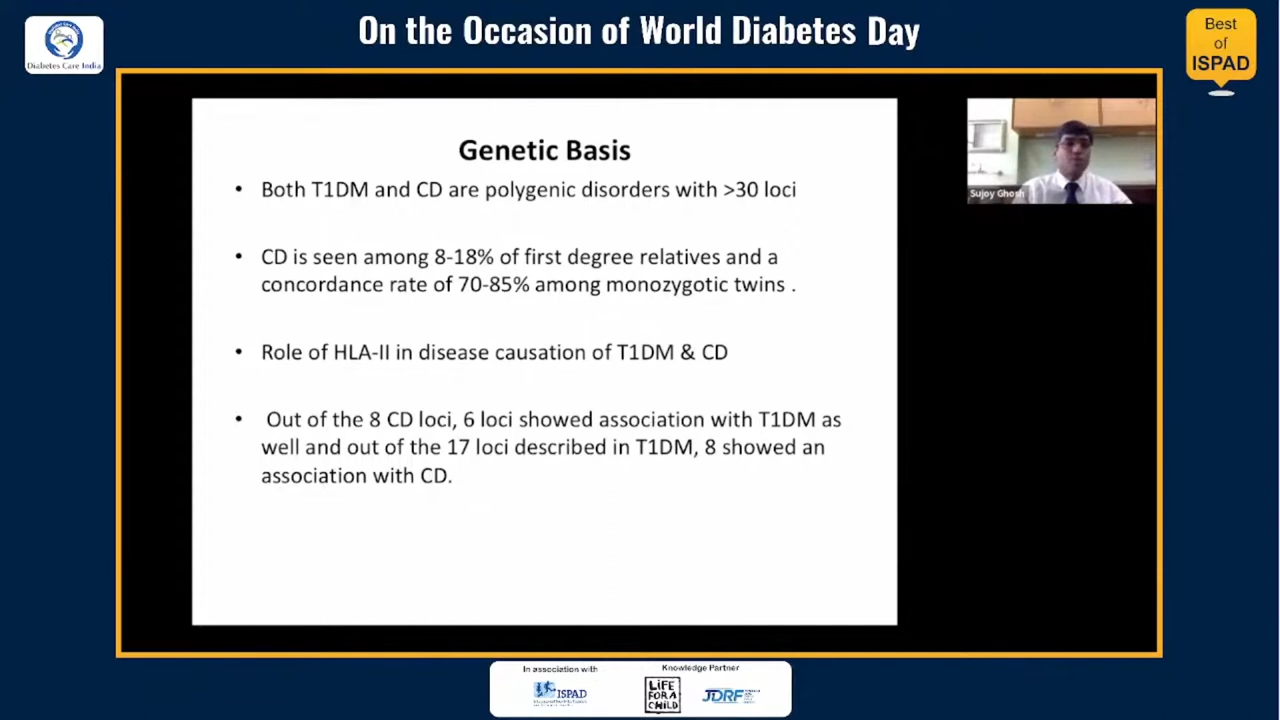 On the Occasion of World Diabetes Day
Diabetes Care India
Best
of
ISPAD
Genetic Basis
• Both T1DM and CD are polygenic disorders with >30 loci
• CD is seen among 8-18% of first degree relatives and a
concordance rate of 70-85% among monozygotic twins .
• Role of HLA-II in disease causation of T1DM & CD
• Out of the 8 CD loci, 6 loci showed association with T1DM as
well and out of the 17 loci described in T1DM, 8 showed an
association with CD.
Sujoy Ghosh
In association with
ISPAD
Knowledge Partner
LIFE
FOR A
CHILD
JDRF